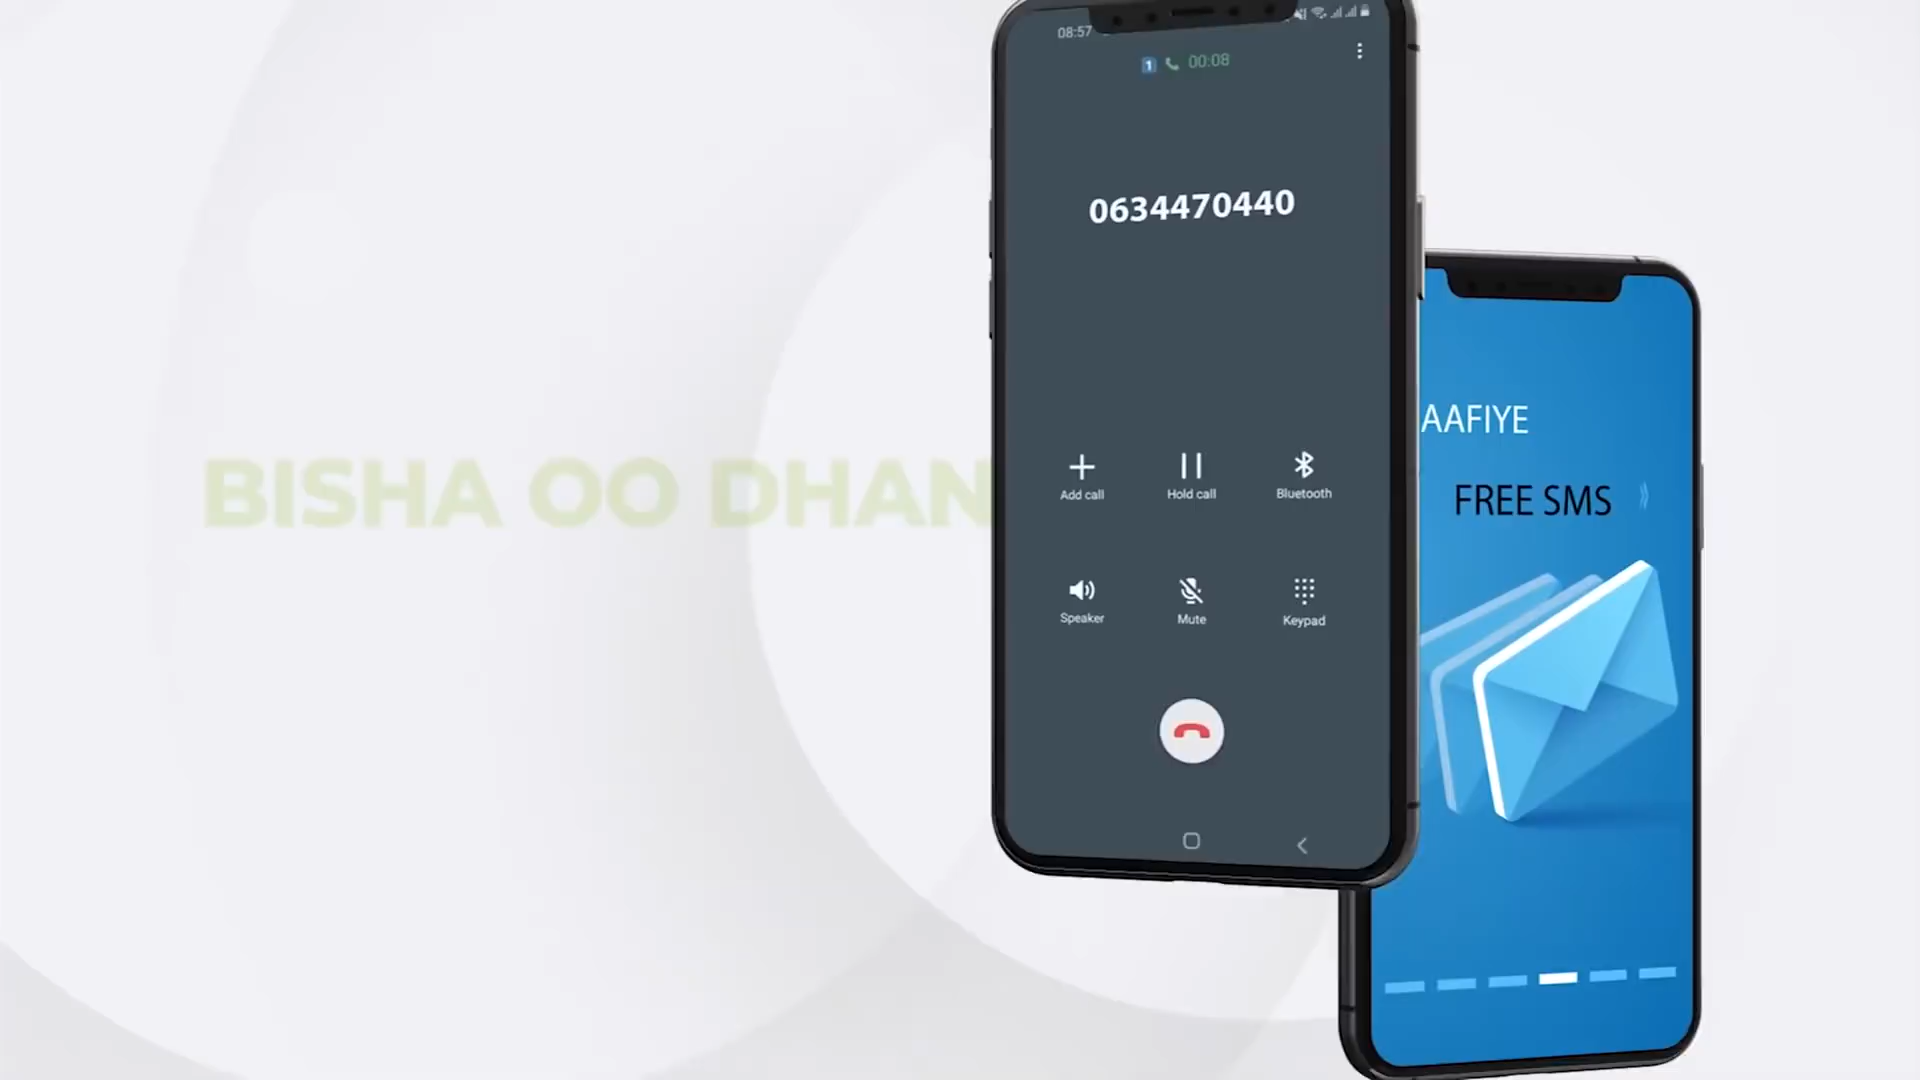 08:57
1 00:08
0634470440
BISHA OO DHAN
Add call Hold call Bluetooth
Speaker Mute Keypad
AAFIYE
FREE SMS